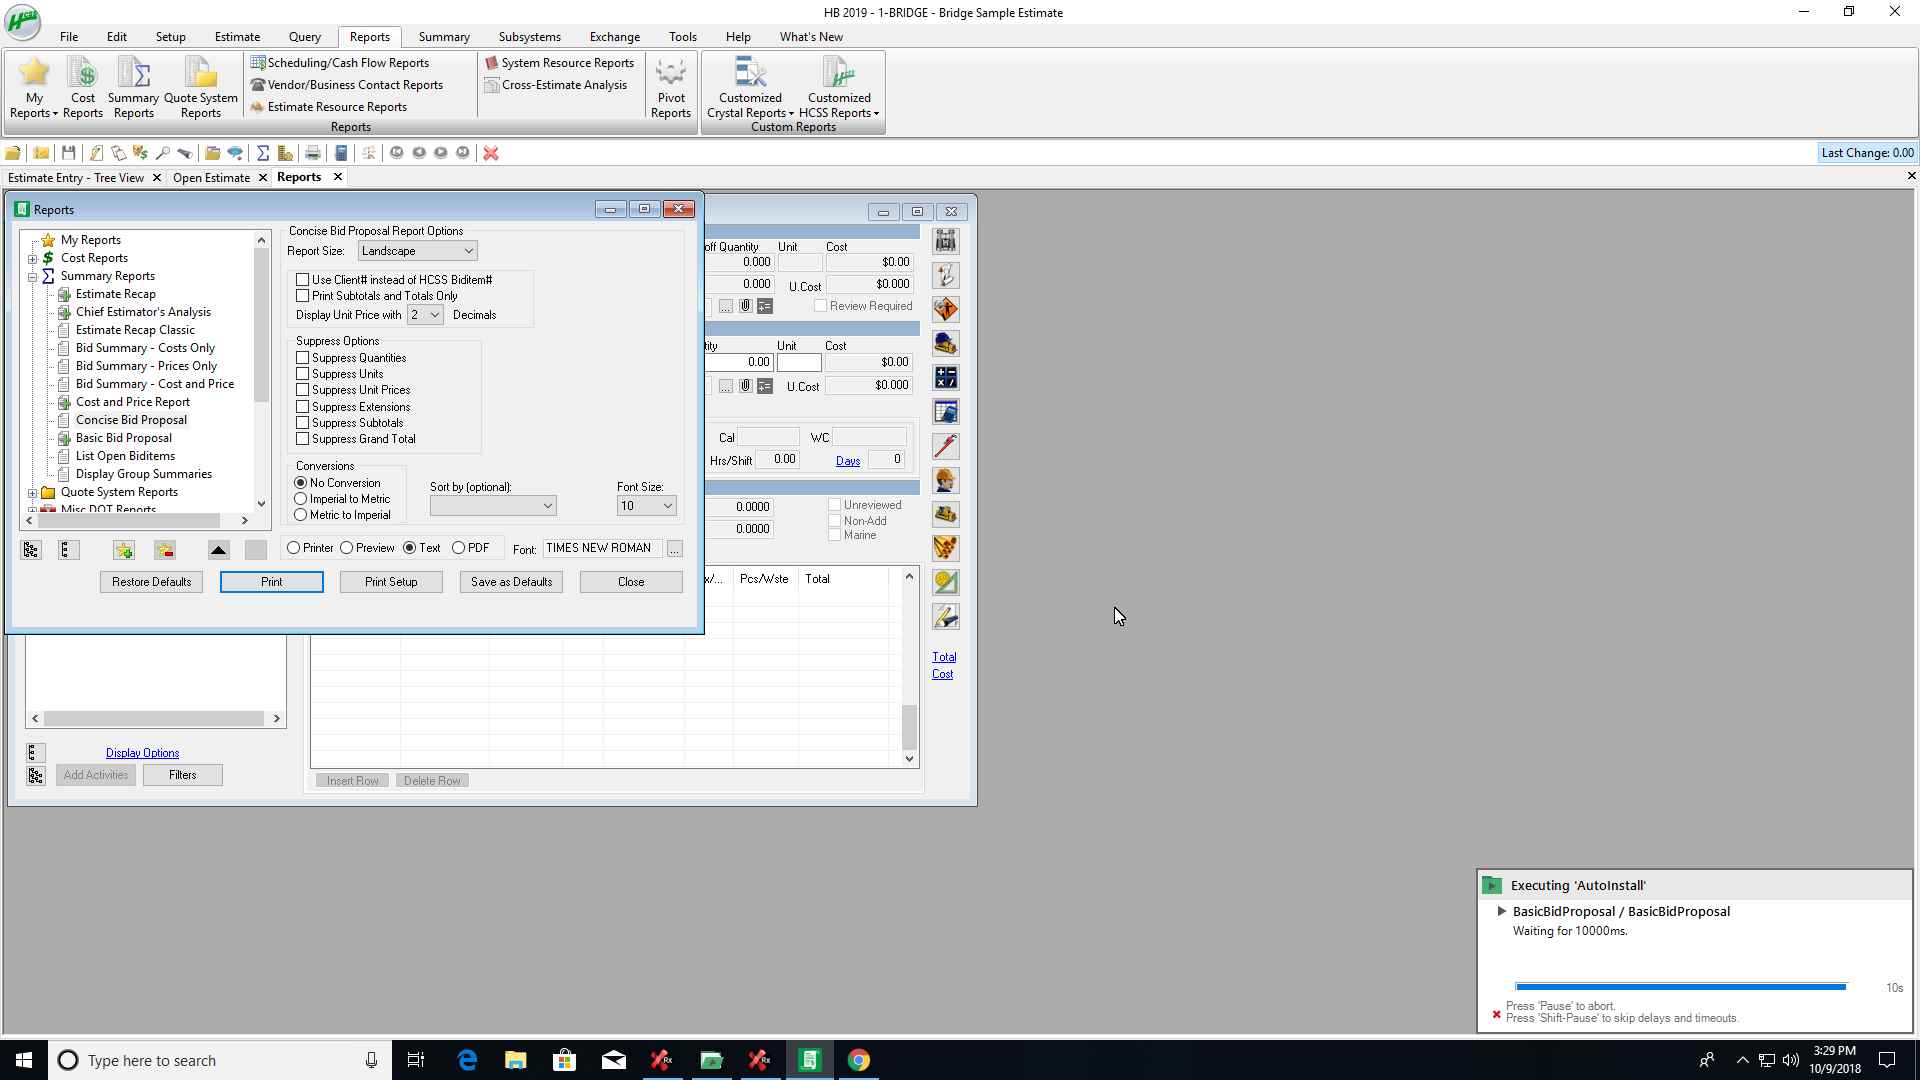 HB 2019 - 1-BRIDGE - Bridge Sample Estimate
File Edit Setup Estimate Query Reports Summary Subsystems Exchange Tools Help What's New
My Reports
Cost Reports
Summary Reports
Quote System Reports
Scheduling/Cash Flow Reports
Vendor/Business Contact Reports
Estimate Resource Reports
System Resource Reports
Cross-Estimate Analysis
Pivot Reports
Customized Crystal Reports
Customized HCSS Reports
Reports
Custom Reports
Last Change: 0.00
Estimate Entry - Tree View
Open Estimate
Reports
Reports
My Reports
Cost Reports
Summary Reports
Estimate Recap
Chief Estimator's Analysis
Estimate Recap Classic
Bid Summary - Costs Only
Bid Summary - Prices Only
Bid Summary - Cost and Price
Cost and Price Report
Concise Bid Proposal
Basic Bid Proposal
List Open Biditems
Display Group Summaries
Quote System Reports
Misc DOT Reports
Concise Bid Proposal Report Options
Report Size: Landscape
Use Client# instead of HCSS Biditem#
Print Subtotals and Totals Only
Display Unit Price with 2 Decimals
Suppress Options
Suppress Quantities
Suppress Units
Suppress Unit Prices
Suppress Extensions
Suppress Subtotals
Suppress Grand Total
Conversions
No Conversion
Imperial to Metric
Metric to Imperial
Sort by (optional):
Font Size:
10
Printer Preview Text PDF Font: TIMES NEW ROMAN ...
Restore Defaults Print Print Setup Save as Defaults Close
off Quantity Unit Cost
0.000 $0.00
0.000 U.Cost $0.000
... Review Required
ity Unit Cost
0.00 $0.00
... U.Cost $0.000
Cal WC
Hrs/Shift 0.00 Days 0
0.0000
0.0000
Unreviewed
Non-Add
Marine
x/... Pcs/Wste Total
Total
Cost
Display Options
Add Activities Filters
Insert Row Delete Row
Executing 'AutoInstall'
BasicBidProposal / BasicBidProposal
Waiting for 10000ms.
10s
Press 'Pause' to abort.
Press 'Shift-Pause' to skip delays and timeouts.
Type here to search
3:29 PM
10/9/2018